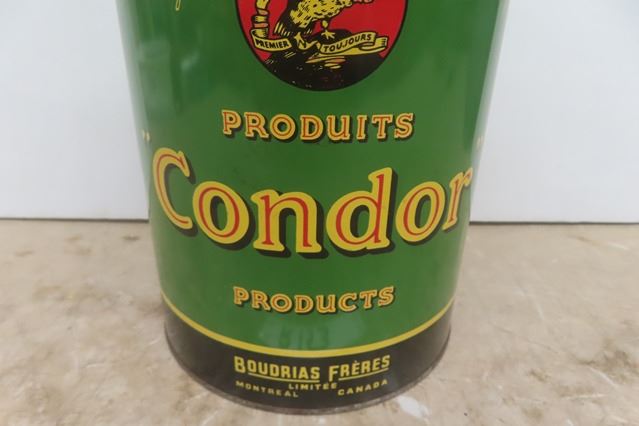 PREMIER TOUJOURS
PRODUITS
"Condor"
PRODUCTS
BOUDRIAS FRÈRES
LIMITÉE
MONTREAL CANADA